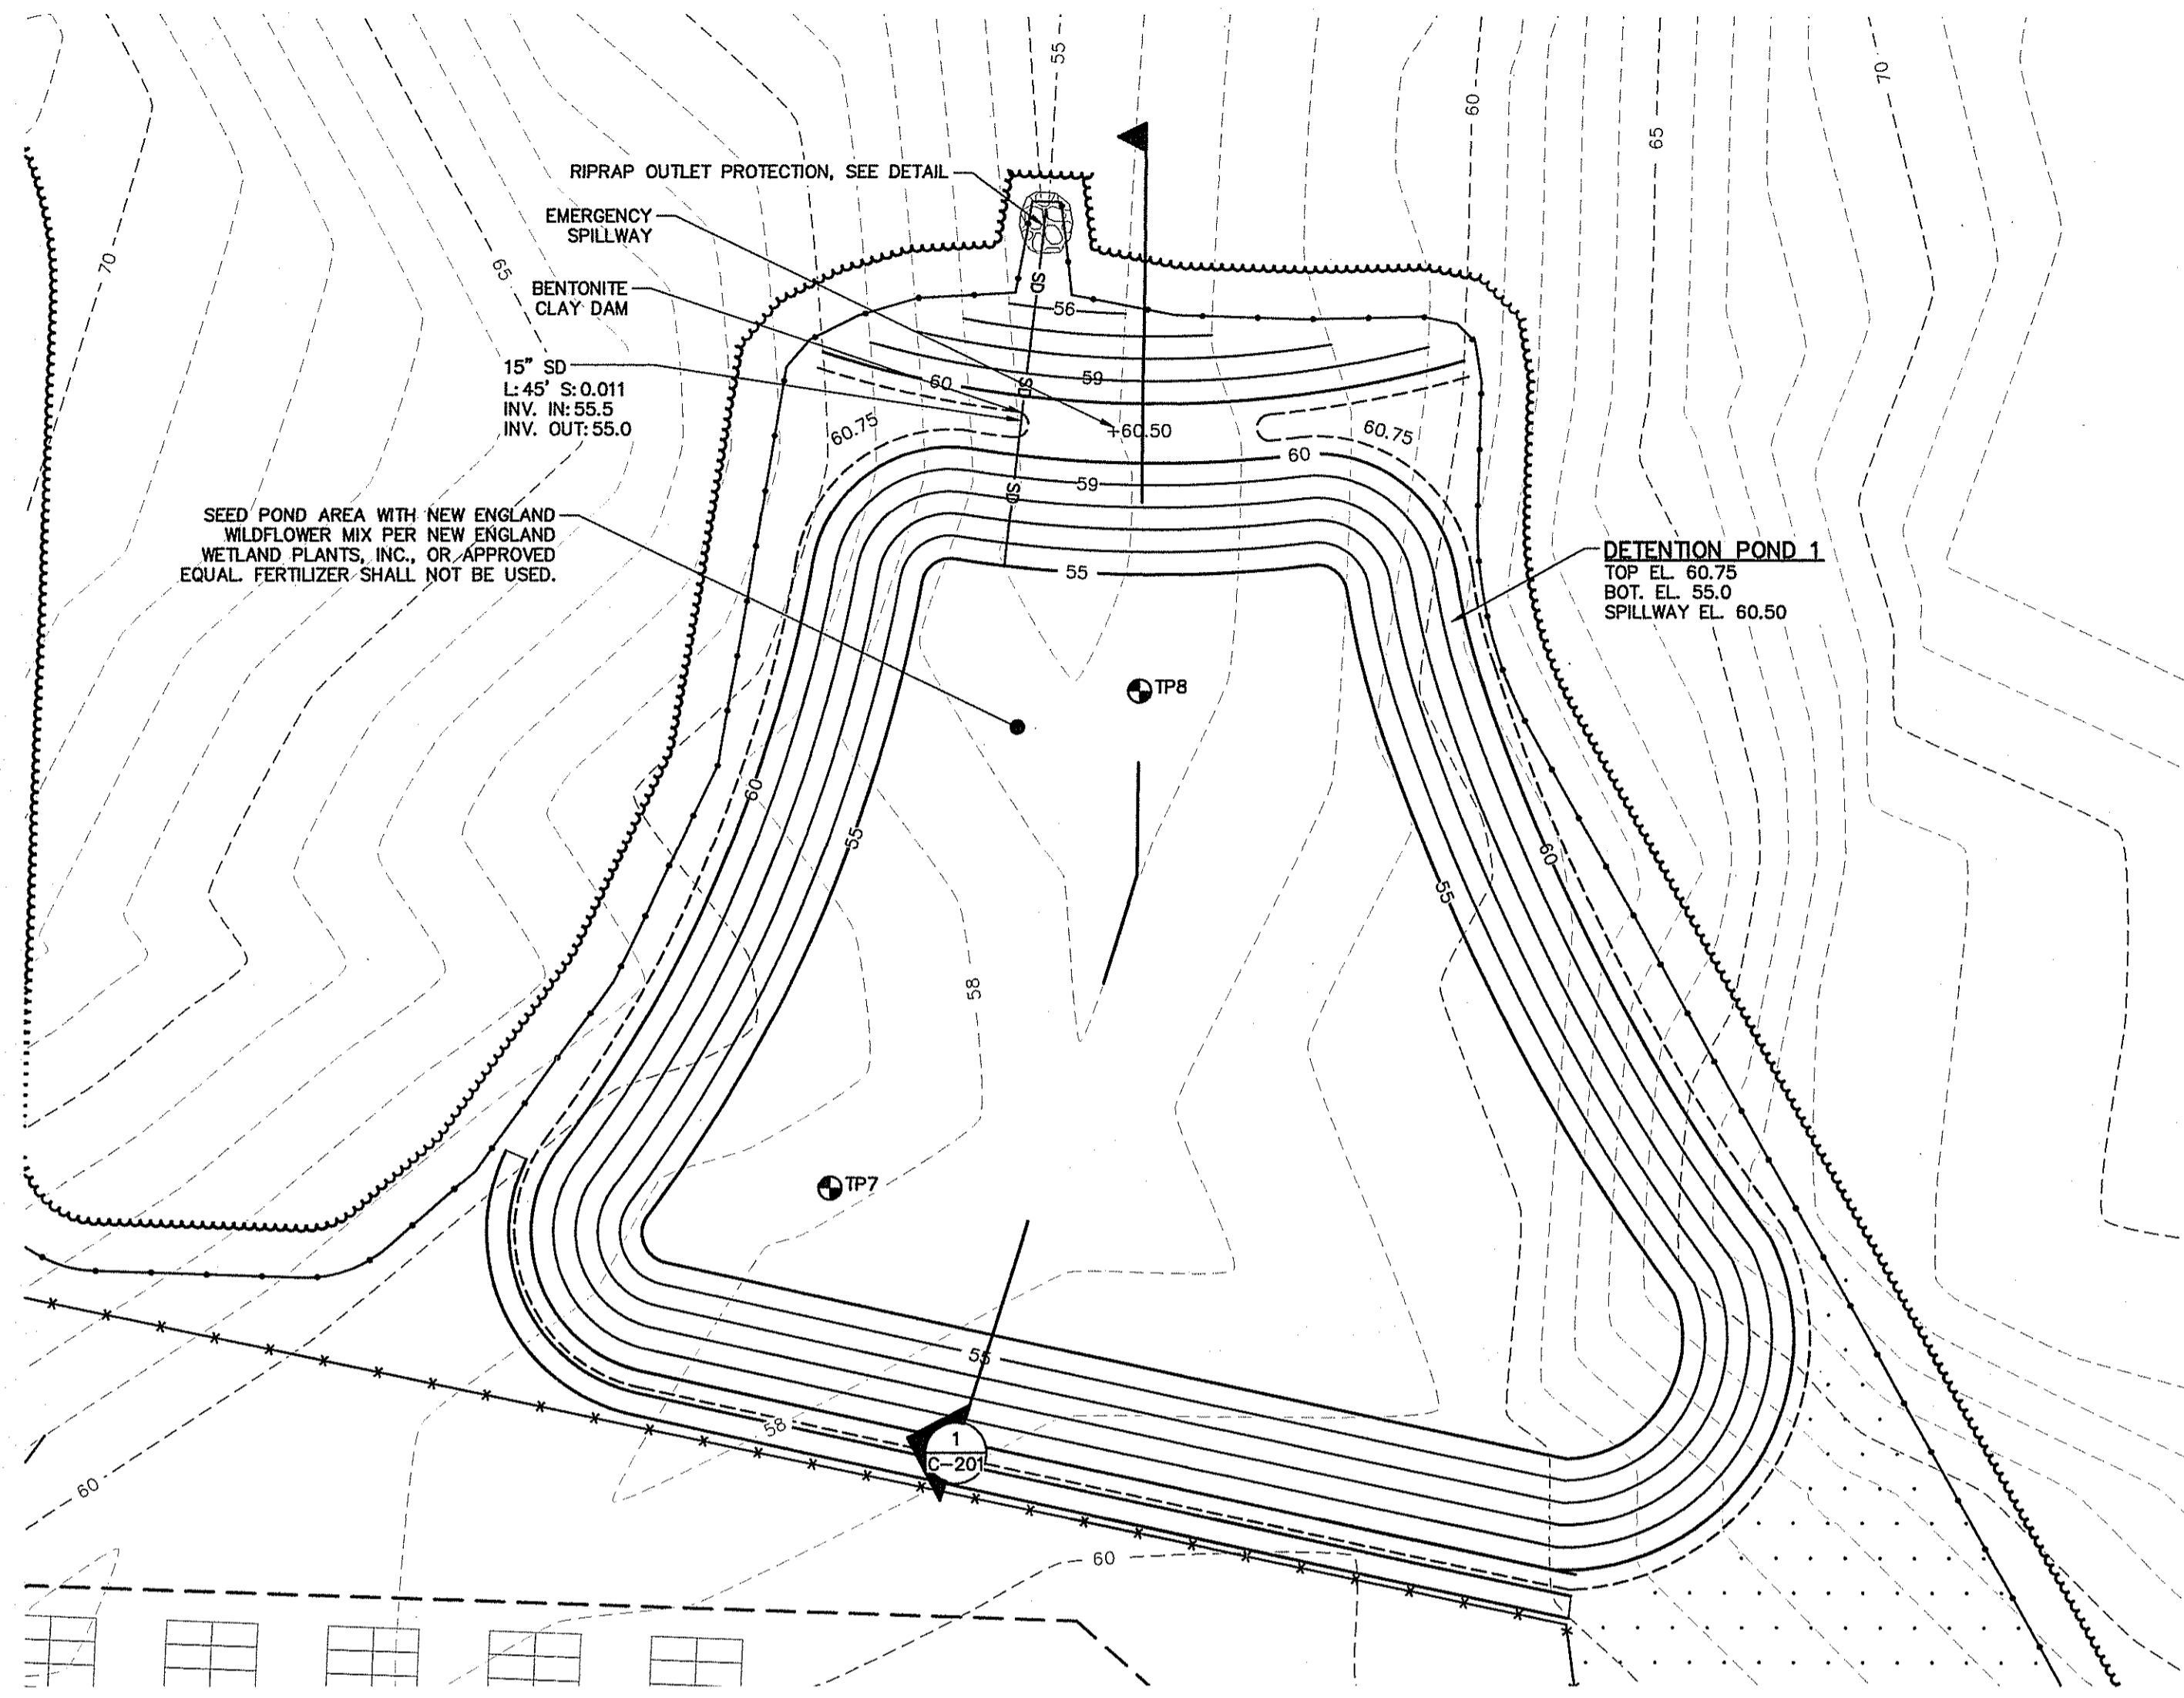 55
70
60
65
RIPRAP OUTLET PROTECTION, SEE DETAIL
EMERGENCY
SPILLWAY
70
65
BENTONITE
CLAY DAM
SD
56
15" SD
L: 45' S: 0.011
INV. IN: 55.5
INV. OUT: 55.0
60
SD
59
60.75
+60.50
60.75
60
59
SD
SEED POND AREA WITH NEW ENGLAND
WILDFLOWER MIX PER NEW ENGLAND
WETLAND PLANTS, INC., OR APPROVED
EQUAL. FERTILIZER SHALL NOT BE USED.
DETENTION POND 1
TOP EL. 60.75
BOT. EL. 55.0
SPILLWAY EL. 60.50
55
TP8
60
55
60
55
58
TP7
55
58
1
C-201
60
60